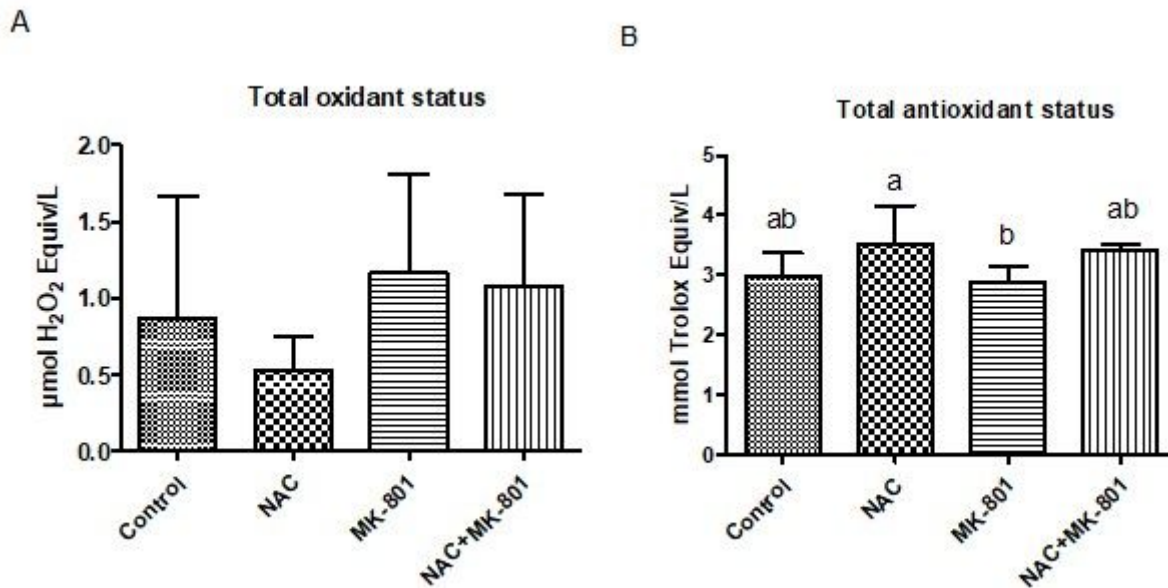 A
Total oxidant status
µmol H₂O₂ Equiv/L
2.0
1.5
1.0
0.5
0.0
Control
NAC
MK-801
NAC+MK-801
B
Total antioxidant status
mmol Trolox Equiv/L
5
4
3
2
1
0
ab
a
b
ab
Control
NAC
MK-801
NAC+MK-801